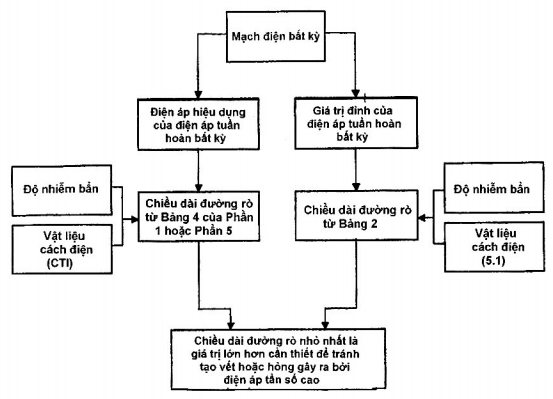 Mạch điện bất kỳ
Điện áp hiệu dụng
của điện áp tuần
hoàn bất kỳ
Giá trị đỉnh của
điện áp tuần hoàn
bất kỳ
Độ nhiễm bẩn
Vật liệu
cách điện
(CTI)
Chiều dài đường rò
từ Bảng 4 của Phần
1 hoặc Phần 5
Chiều dài đường rò
từ Bảng 2
Độ nhiễm bẩn
Vật liệu
cách điện
(5.1)
Chiều dài đường rò nhỏ nhất là
giá trị lớn hơn cần thiết để tránh
tạo vết hoặc hỏng gây ra bởi
điện áp tần số cao